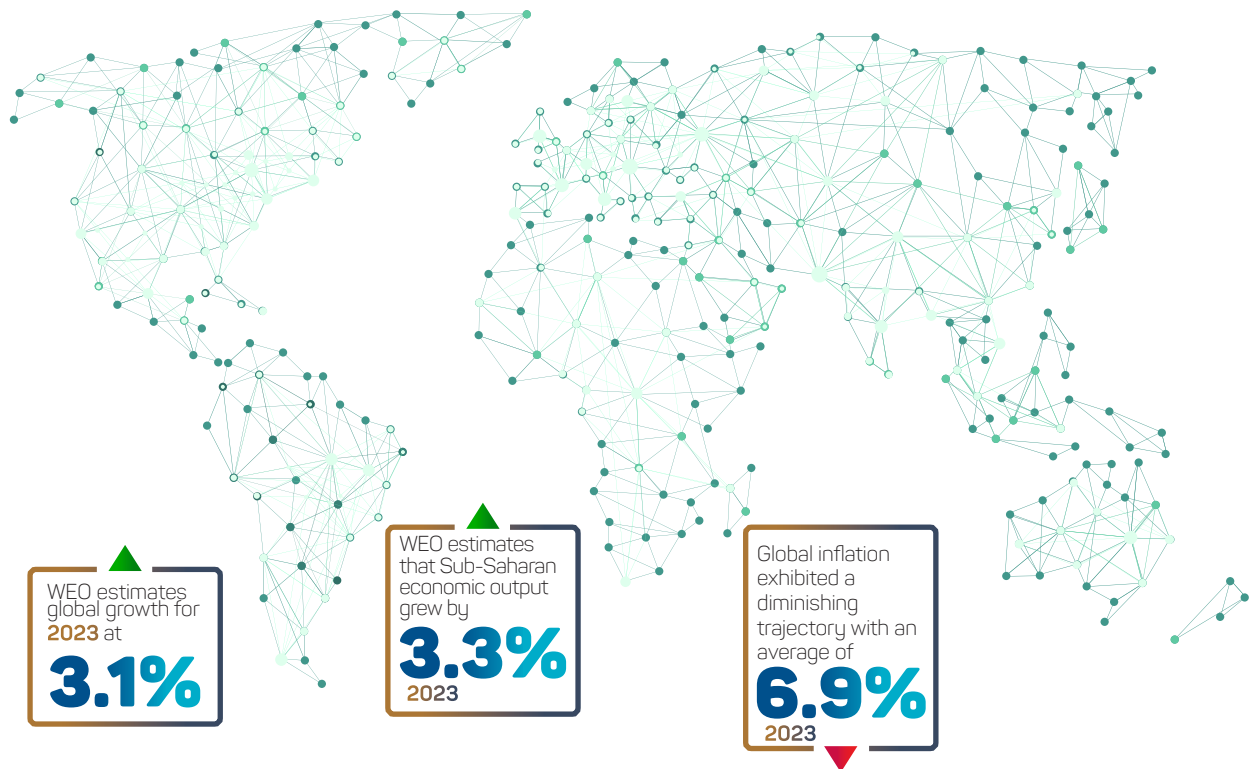 WEO estimates
global growth for
2023 at
3.1%
WEO estimates
that Sub-Saharan
economic output
grew by
3.3%
2023
Global inflation
exhibited a
diminishing
trajectory with an
average of
6.9%
2023